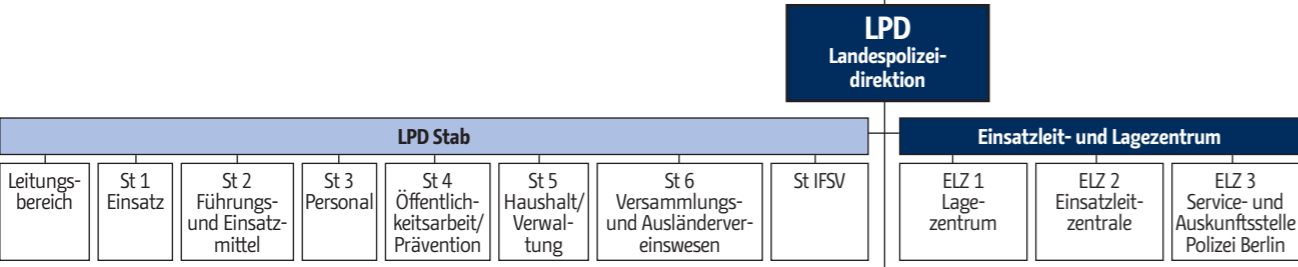 LPD
Landespolizei-
direktion
LPD Stab
Einsatzleit- und Lagezentrum
Leitungs-
bereich
St 1
Einsatz
St 2
Führungs-
und Einsatz-
mittel
St 3
Personal
St 4
Öffentlich-
keitsarbeit/
Prävention
St 5
Haushalt/
Verwal-
tung
St 6
Versammlungs-
und Ausländerver-
einswesen
St IFSV
ELZ 1
Lage-
zentrum
ELZ 2
Einsatzleit-
zentrale
ELZ 3
Service- und
Auskunftsstelle
Polizei Berlin